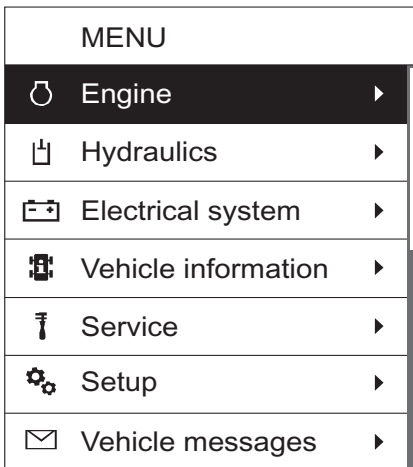 MENU
Engine
Hydraulics
Electrical system
Vehicle information
Service
Setup
Vehicle messages